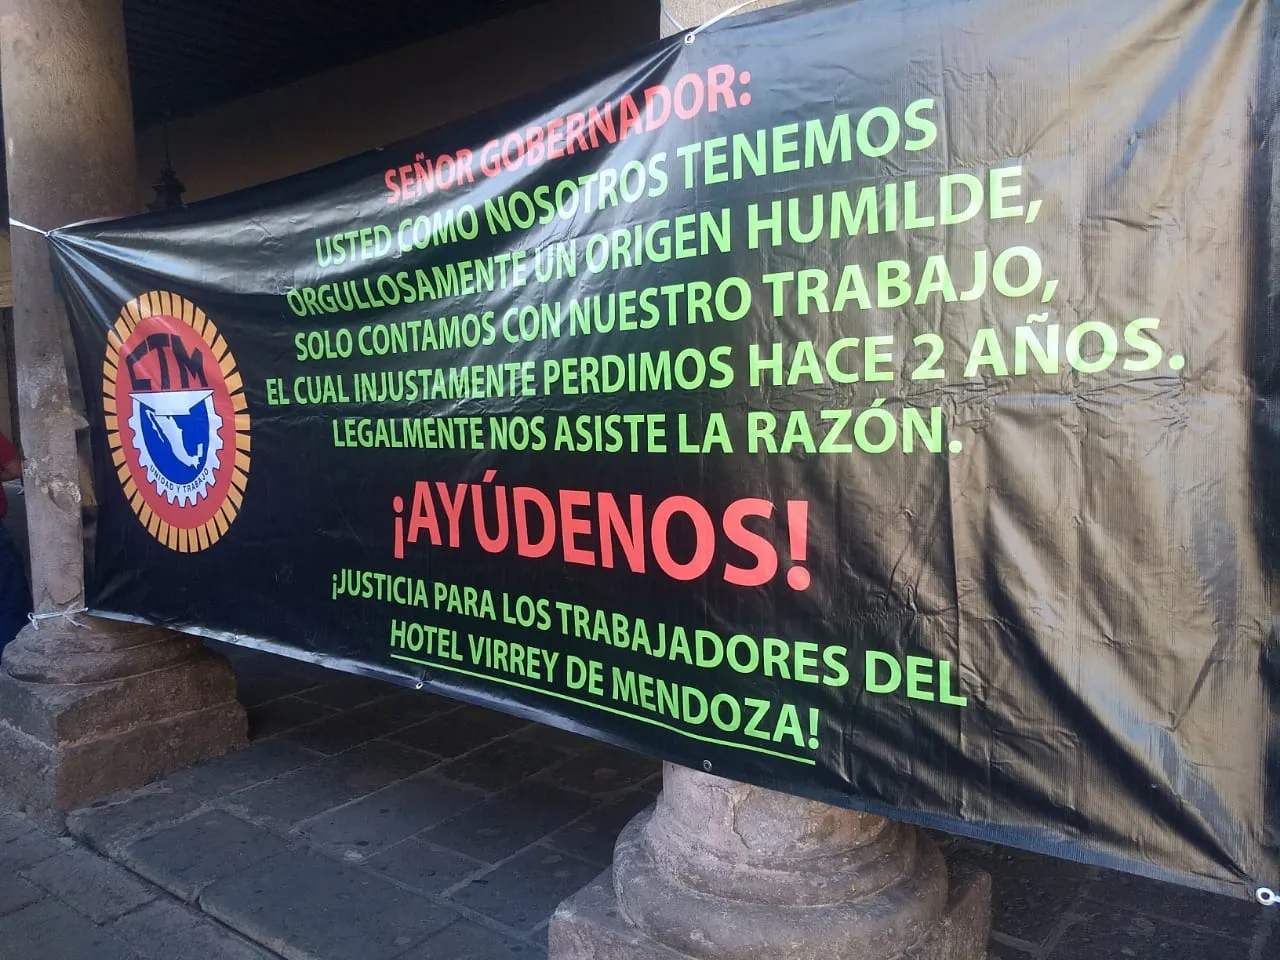 SEÑOR GOBERNADOR:
USTED COMO NOSOTROS TENEMOS
ORGULLOSAMENTE UN ORIGEN HUMILDE,
SOLO CONTAMOS CON NUESTRO TRABAJO,
EL CUAL INJUSTAMENTE PERDIMOS HACE 2 AÑOS.
LEGALMENTE NOS ASISTE LA RAZÓN.
¡AYÚDENOS!
¡JUSTICIA PARA LOS TRABAJADORES DEL
HOTEL VIRREY DE MENDOZA!
CTM
UNIDAD Y TRABAJO